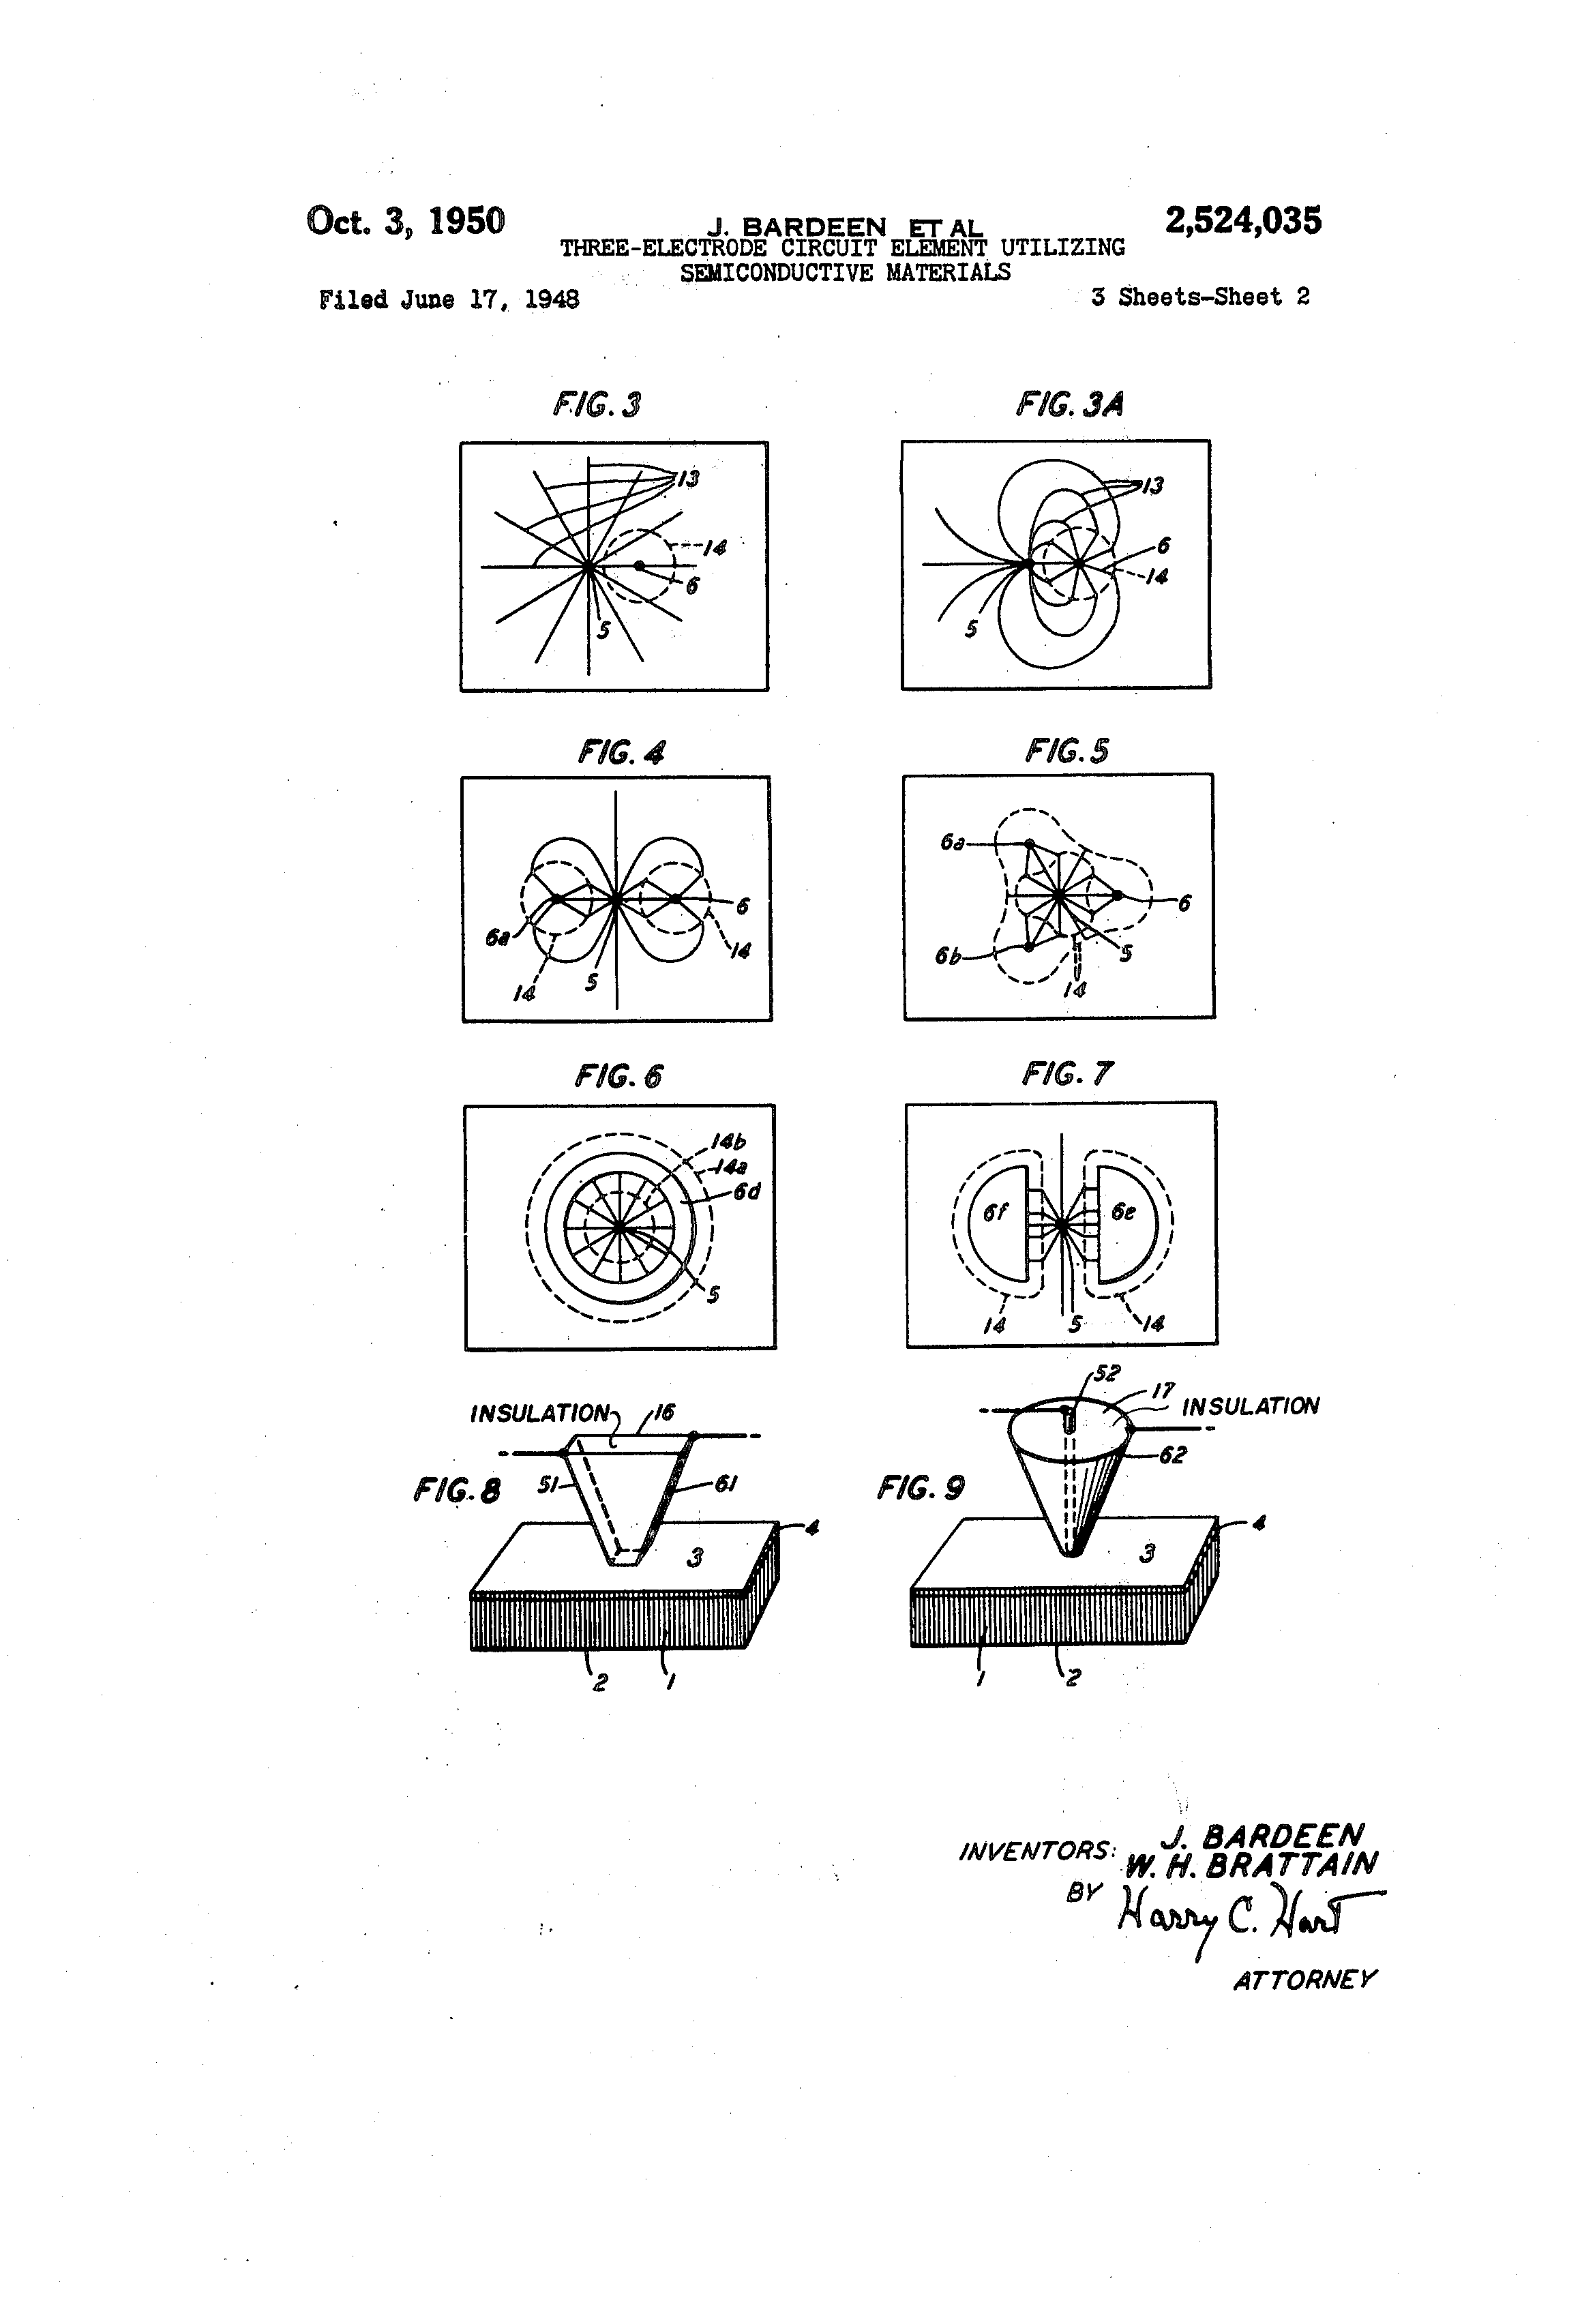 Oct. 3, 1950
J. BARDEEN ET AL
2,524,035
THREE-ELECTRODE CIRCUIT ELEMENT UTILIZING
SEMICONDUCTIVE MATERIALS
Filed June 17, 1948
3 Sheets-Sheet 2
FIG. 3
13
14
6
5
FIG. 3A
13
6
14
5
FIG. 4
6a
6
14
14
5
FIG. 5
6a
6
6b
5
14
FIG. 6
14b
14a
6d
5
FIG. 7
6f
6e
14
5
14
FIG. 8
INSULATION
16
51
61
4
3
2
1
FIG. 9
52
17
INSULATION
62
4
3
1
2
INVENTORS: J. BARDEEN
W. H. BRATTAIN
BY Harry C. Hart
ATTORNEY